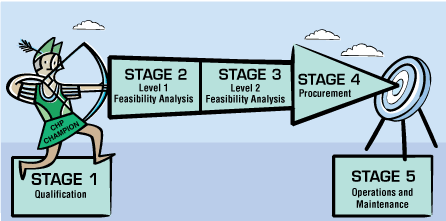 CHP
CHAMPION
STAGE 1
Qualification
STAGE 2
Level 1
Feasibility Analysis
STAGE 3
Level 2
Feasibility Analysis
STAGE 4
Procurement
STAGE 5
Operations and
Maintenance